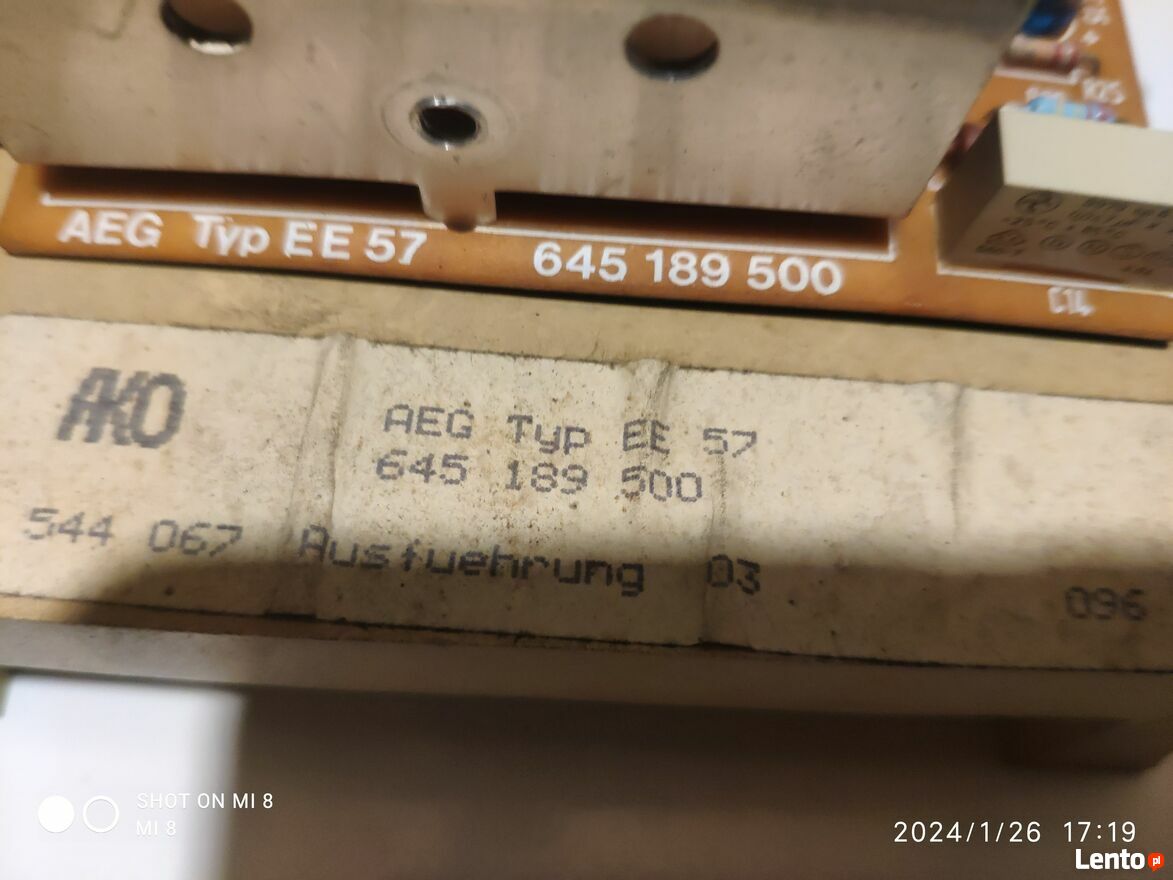 R25
AEG Typ EE 57 645 189 500
C14
AKO
AEG Typ EE 57
645 189 500
544 067 Ausfuehrung 03
096
SHOT ON MI 8
MI 8
2024/1/26 17:19
Lento.pl